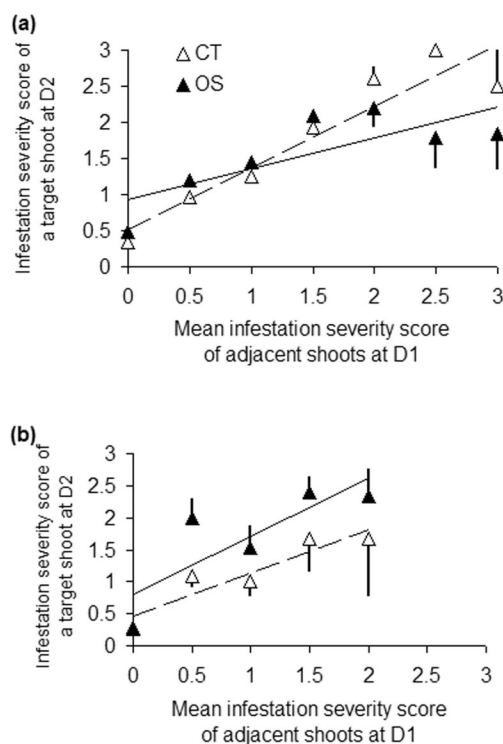 (a)
Infestation severity score of
a target shoot at D2
3
2.5
2
1.5
1
0.5
0
CT
OS
0 0.5 1 1.5 2 2.5 3
Mean infestation severity score
of adjacent shoots at D1
(b)
Infestation severity score of
a target shoot at D2
3
2.5
2
1.5
1
0.5
0
0 0.5 1 1.5 2 2.5 3
Mean infestation severity score
of adjacent shoots at D1